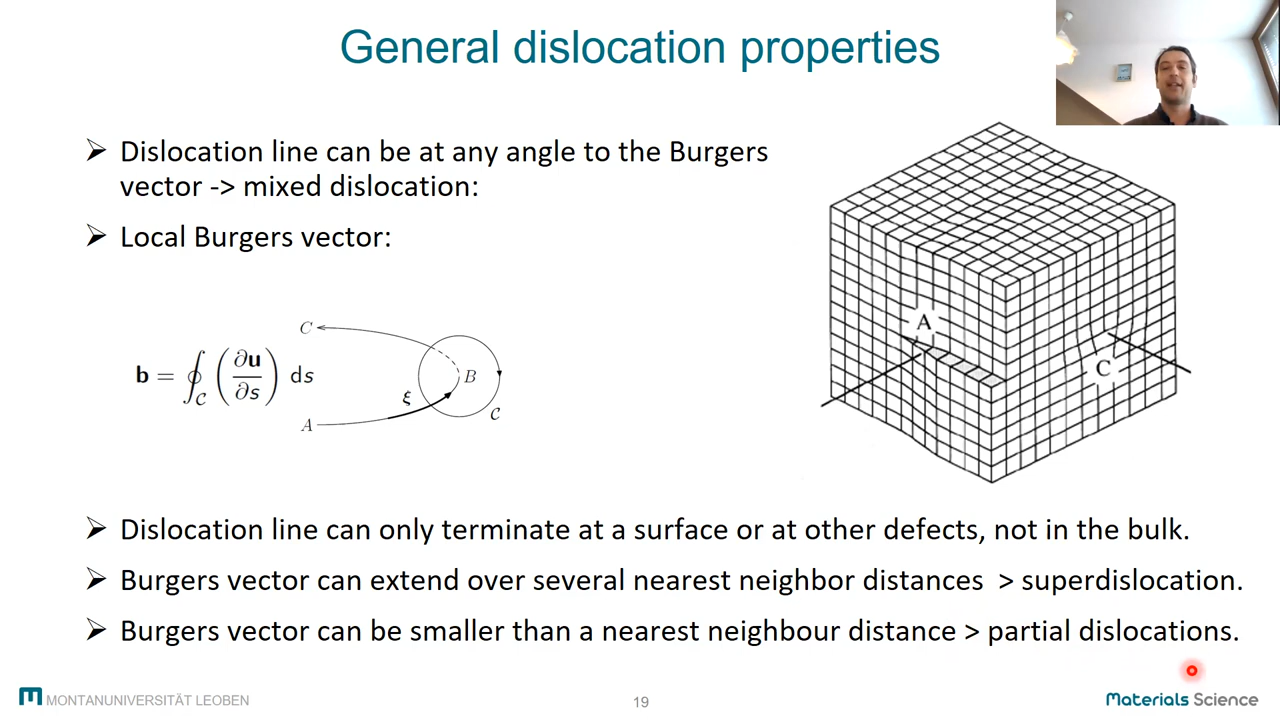 General dislocation properties
➢ Dislocation line can be at any angle to the Burgers
vector -> mixed dislocation:
➢ Local Burgers vector:
b = ∮_C (∂u/∂s) ds
C
B
ξ
A
C
A
C
➢ Dislocation line can only terminate at a surface or at other defects, not in the bulk.
➢ Burgers vector can extend over several nearest neighbor distances > superdislocation.
➢ Burgers vector can be smaller than a nearest neighbour distance > partial dislocations.
MONTANUNIVERSITÄT LEOBEN
19
Materials Science